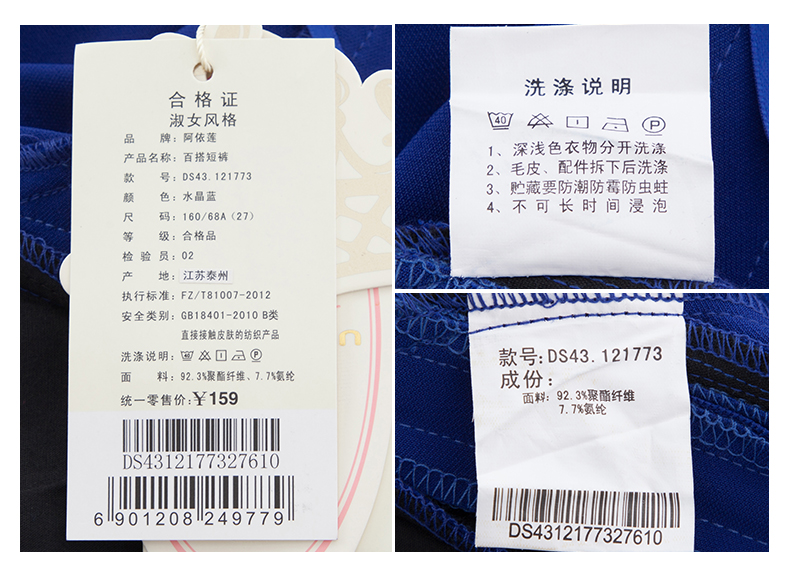 合格证
淑女风格
品 牌：阿依莲
产品名称：百搭短裤
款 号：DS43.121773
颜 色：水晶蓝
尺 码：160/68A（27）
等 级：合格品
检 验 员：02
产 地：江苏泰州
执行标准：FZ/T81007-2012
安全类别：GB18401-2010 B类
直接接触皮肤的纺织产品
洗涤说明：
面 料：92.3%聚酯纤维、7.7%氨纶
统一零售价：¥159
DS4312177327610
6 901208 249779
洗涤说明
40 P
1、深浅色衣物分开洗涤
2、毛皮、配件拆下后洗涤
3、贮藏要防潮防霉防虫蛀
4、不可长时间浸泡
款号：DS43.121773
成份：
面料：92.3%聚酯纤维
7.7%氨纶
DS4312177327610